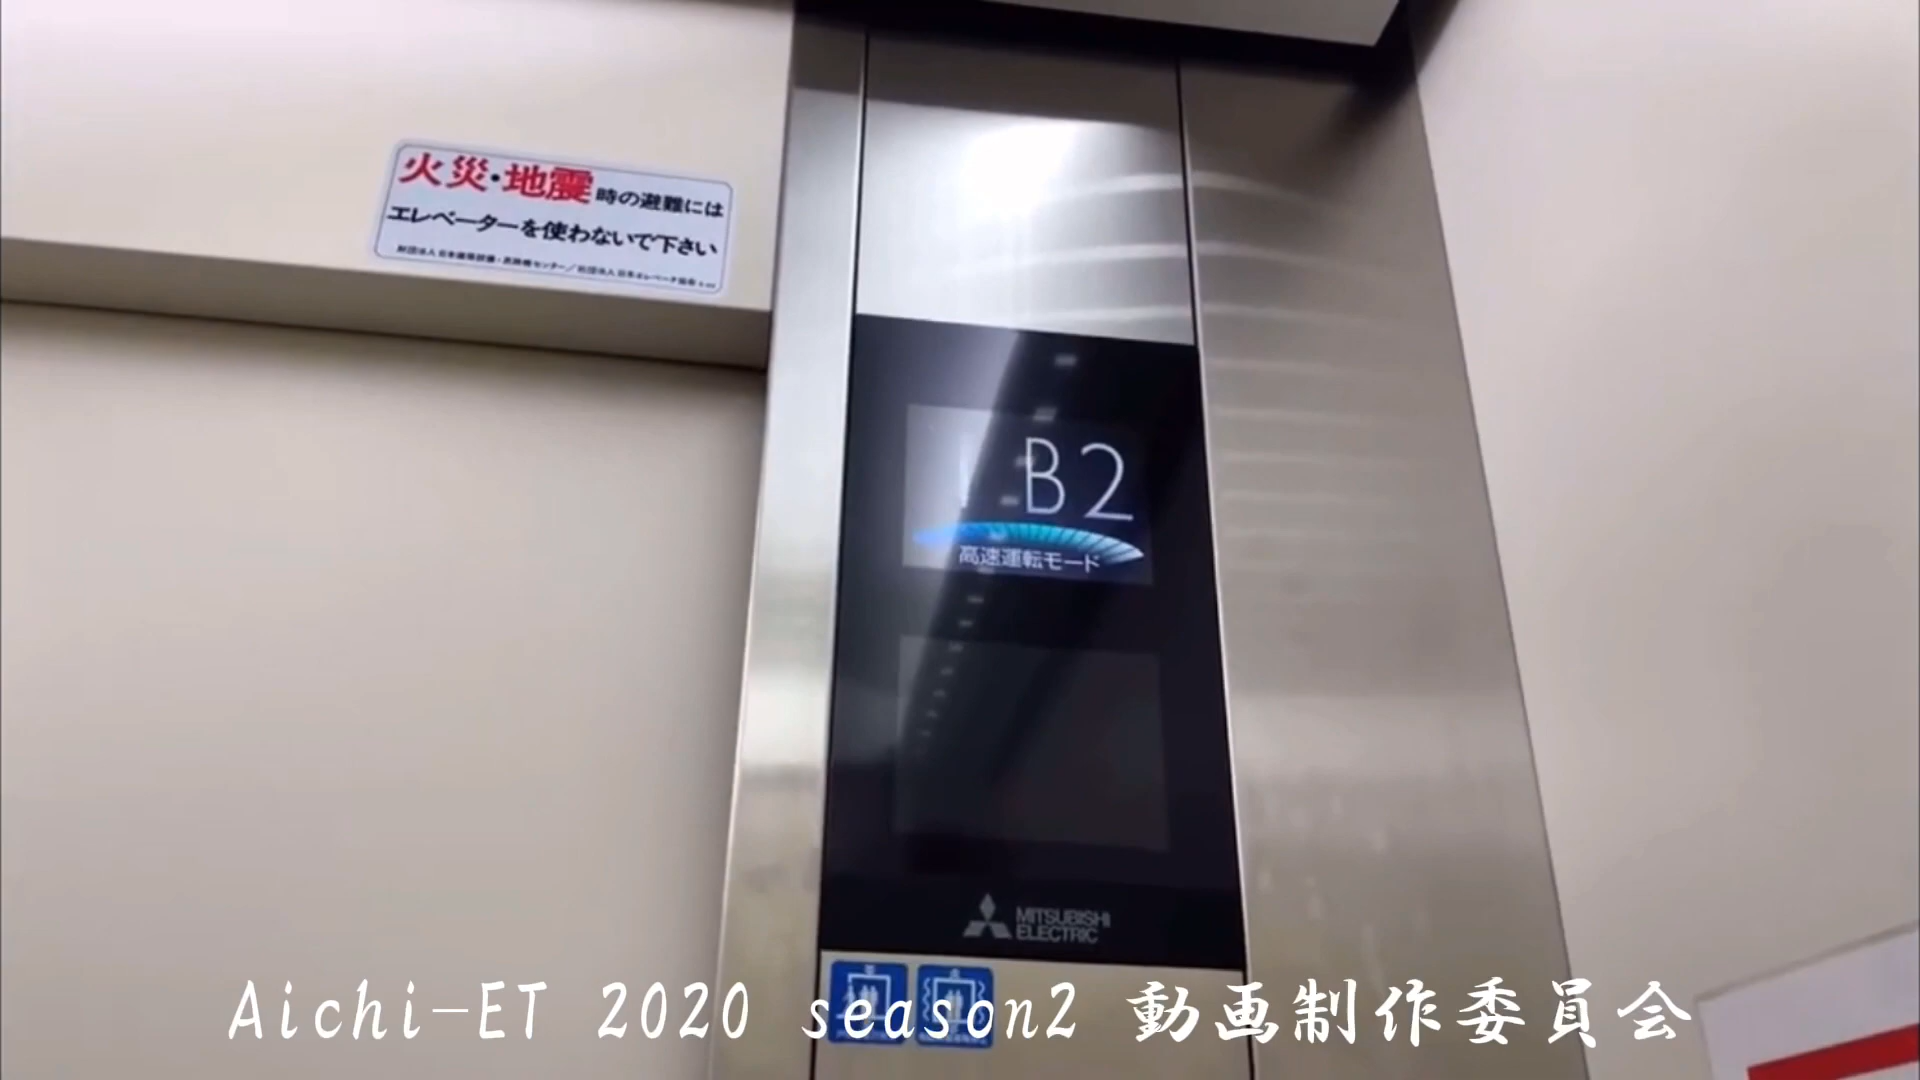 火災・地震時の避難には
エレベーターを使わないで下さい
B2
高速運転モード
MITSUBISHI
ELECTRIC
Aichi-ET 2020 season2 動画制作委員会